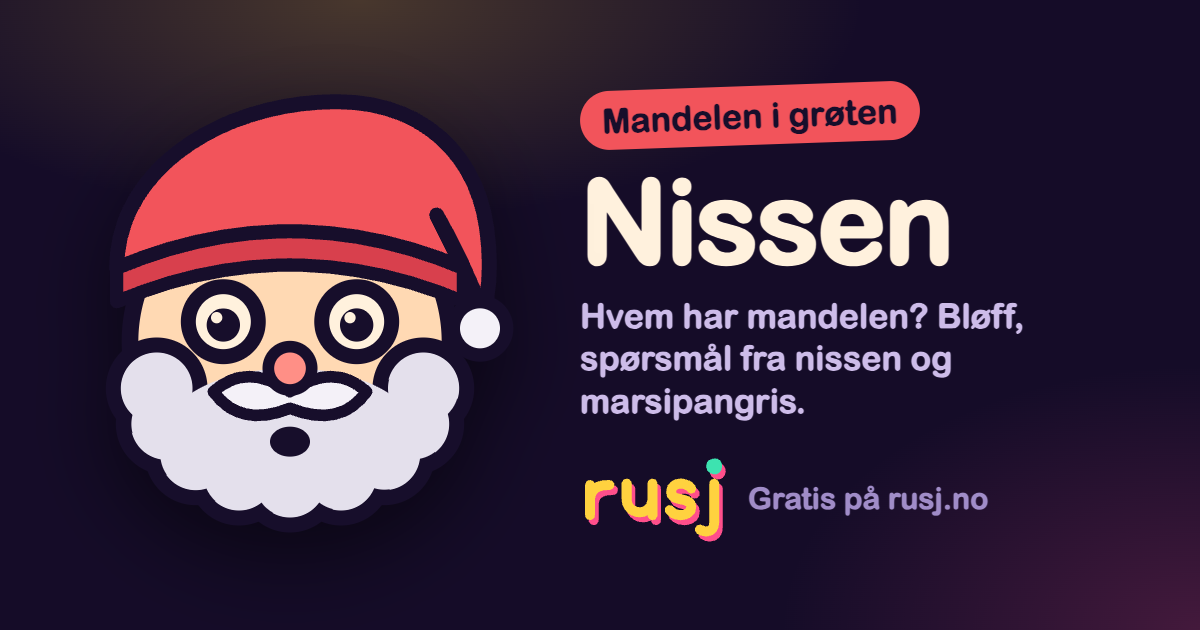 Mandelen i grøten
Nissen
Hvem har mandelen? Bløff,
spørsmål fra nissen og
marsipangris.
rusj
Gratis på rusj.no